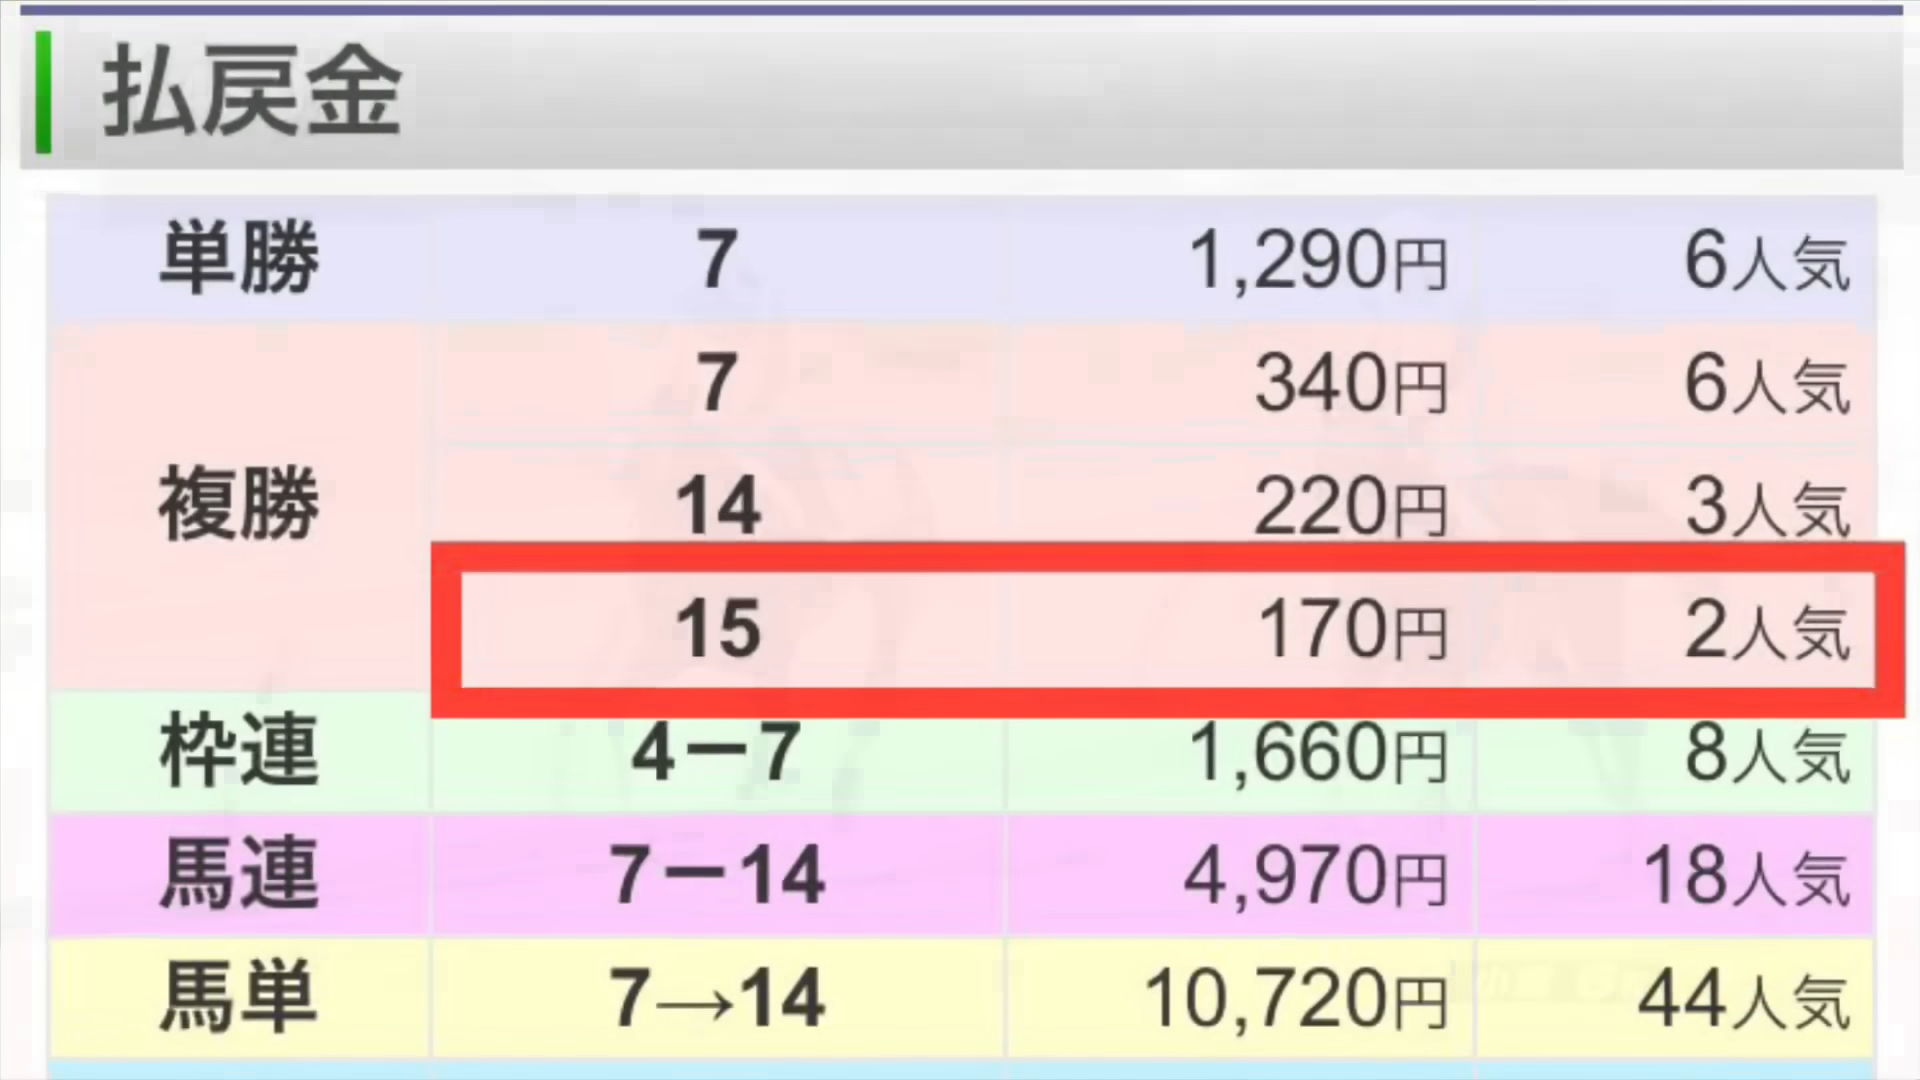 払戻金
単勝 7 1,290円 6人気
複勝 7 340円 6人気
14 220円 3人気
15 170円 2人気
枠連 4ー7 1,660円 8人気
馬連 7ー14 4,970円 18人気
馬単 7→14 10,720円 44人気